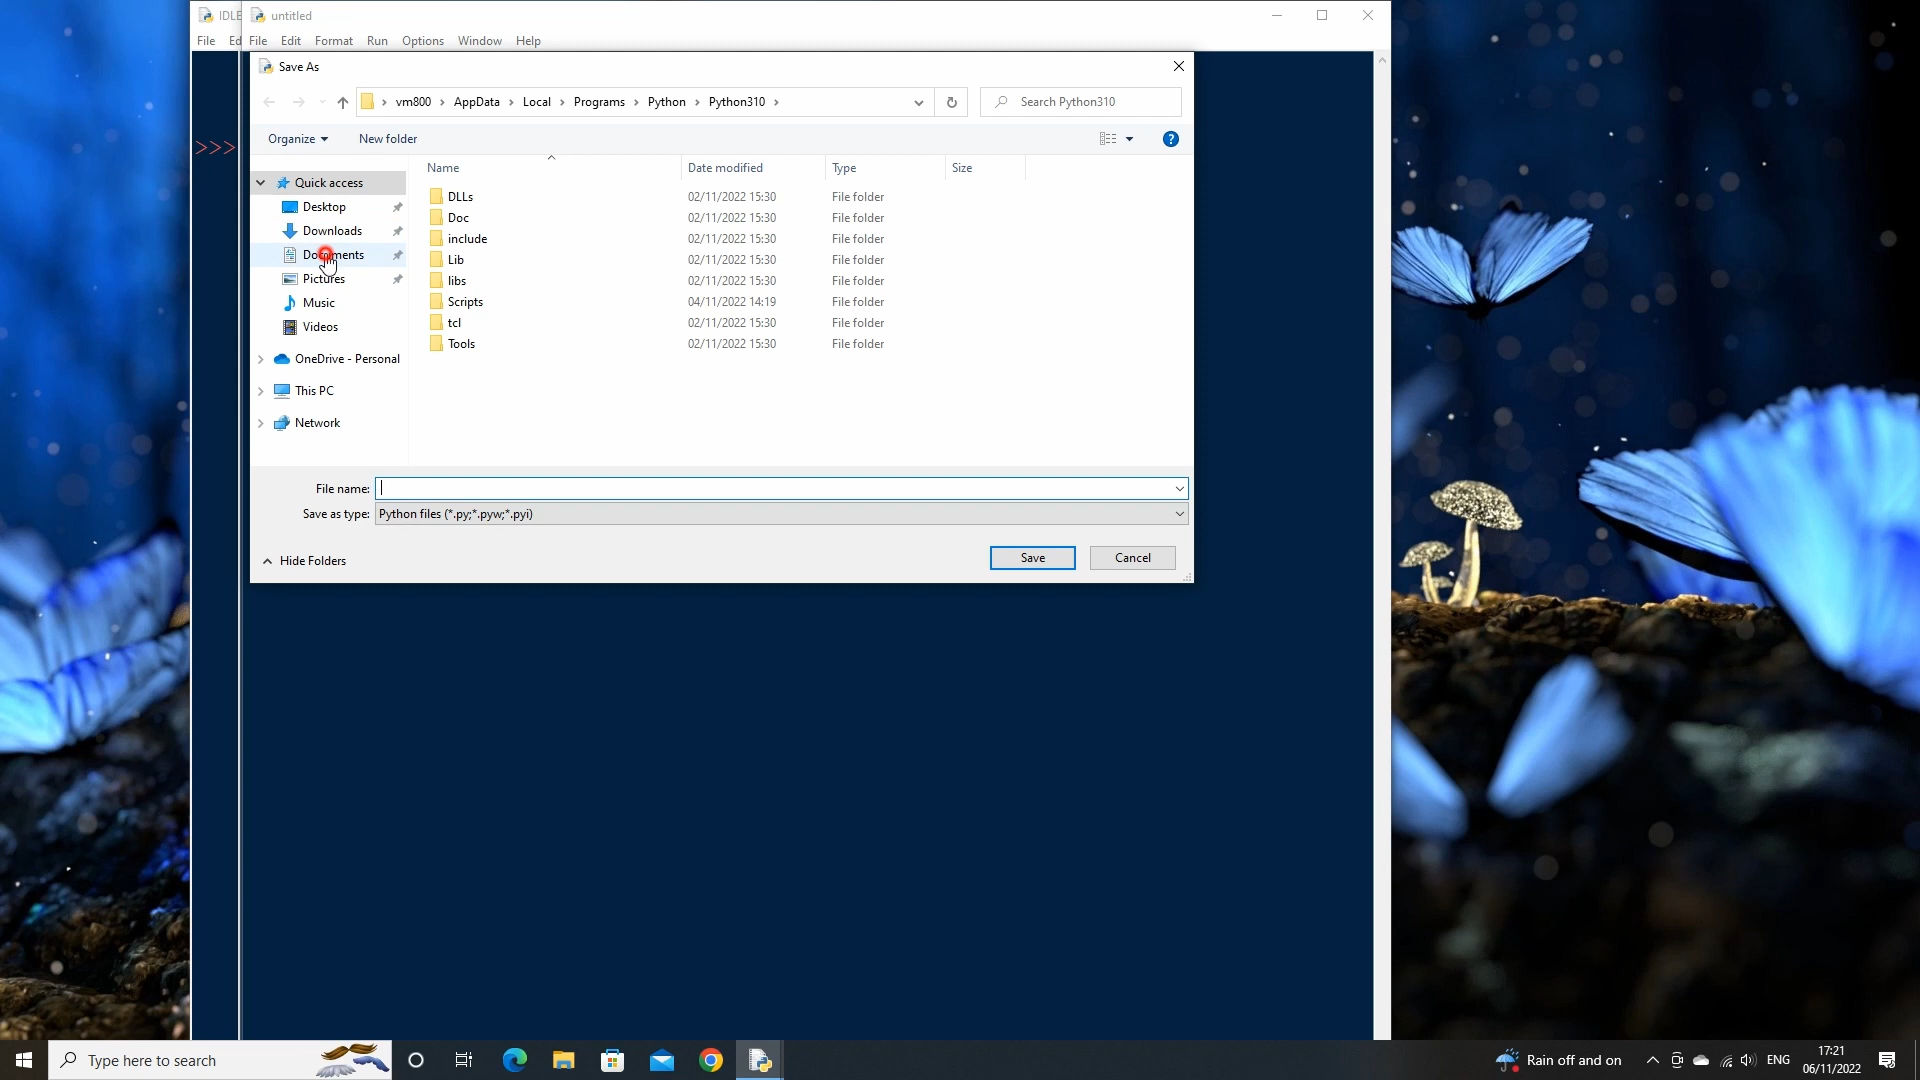 IDLE
untitled
File Ed
File Edit Format Run Options Window Help
>>>
Save As
vm800 > AppData > Local > Programs > Python > Python310 >
Search Python310
Organize
New folder
?
Name Date modified Type Size
Quick access
Desktop
Downloads
Documents
Pictures
Music
Videos
OneDrive - Personal
This PC
Network
DLLs 02/11/2022 15:30 File folder
Doc 02/11/2022 15:30 File folder
include 02/11/2022 15:30 File folder
Lib 02/11/2022 15:30 File folder
libs 02/11/2022 15:30 File folder
Scripts 04/11/2022 14:19 File folder
tcl 02/11/2022 15:30 File folder
Tools 02/11/2022 15:30 File folder
File name:
Save as type: Python files (*.py;*.pyw;*.pyi)
Hide Folders
Save
Cancel
Type here to search
Rain off and on
ENG
17:21
06/11/2022